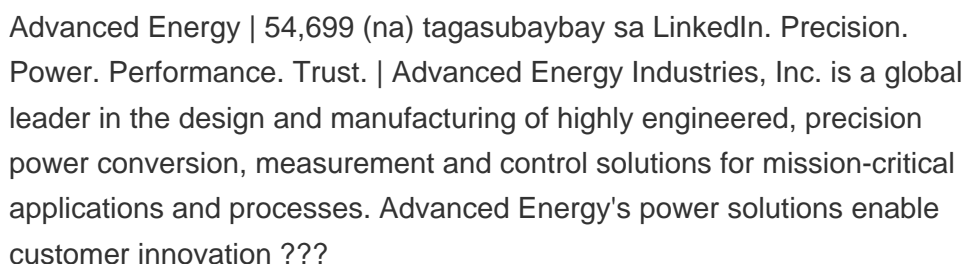 Advanced Energy | 54,699 (na) tagasubaybay sa LinkedIn. Precision.
Power. Performance. Trust. | Advanced Energy Industries, Inc. is a global
leader in the design and manufacturing of highly engineered, precision
power conversion, measurement and control solutions for mission-critical
applications and processes. Advanced Energy's power solutions enable
customer innovation ???